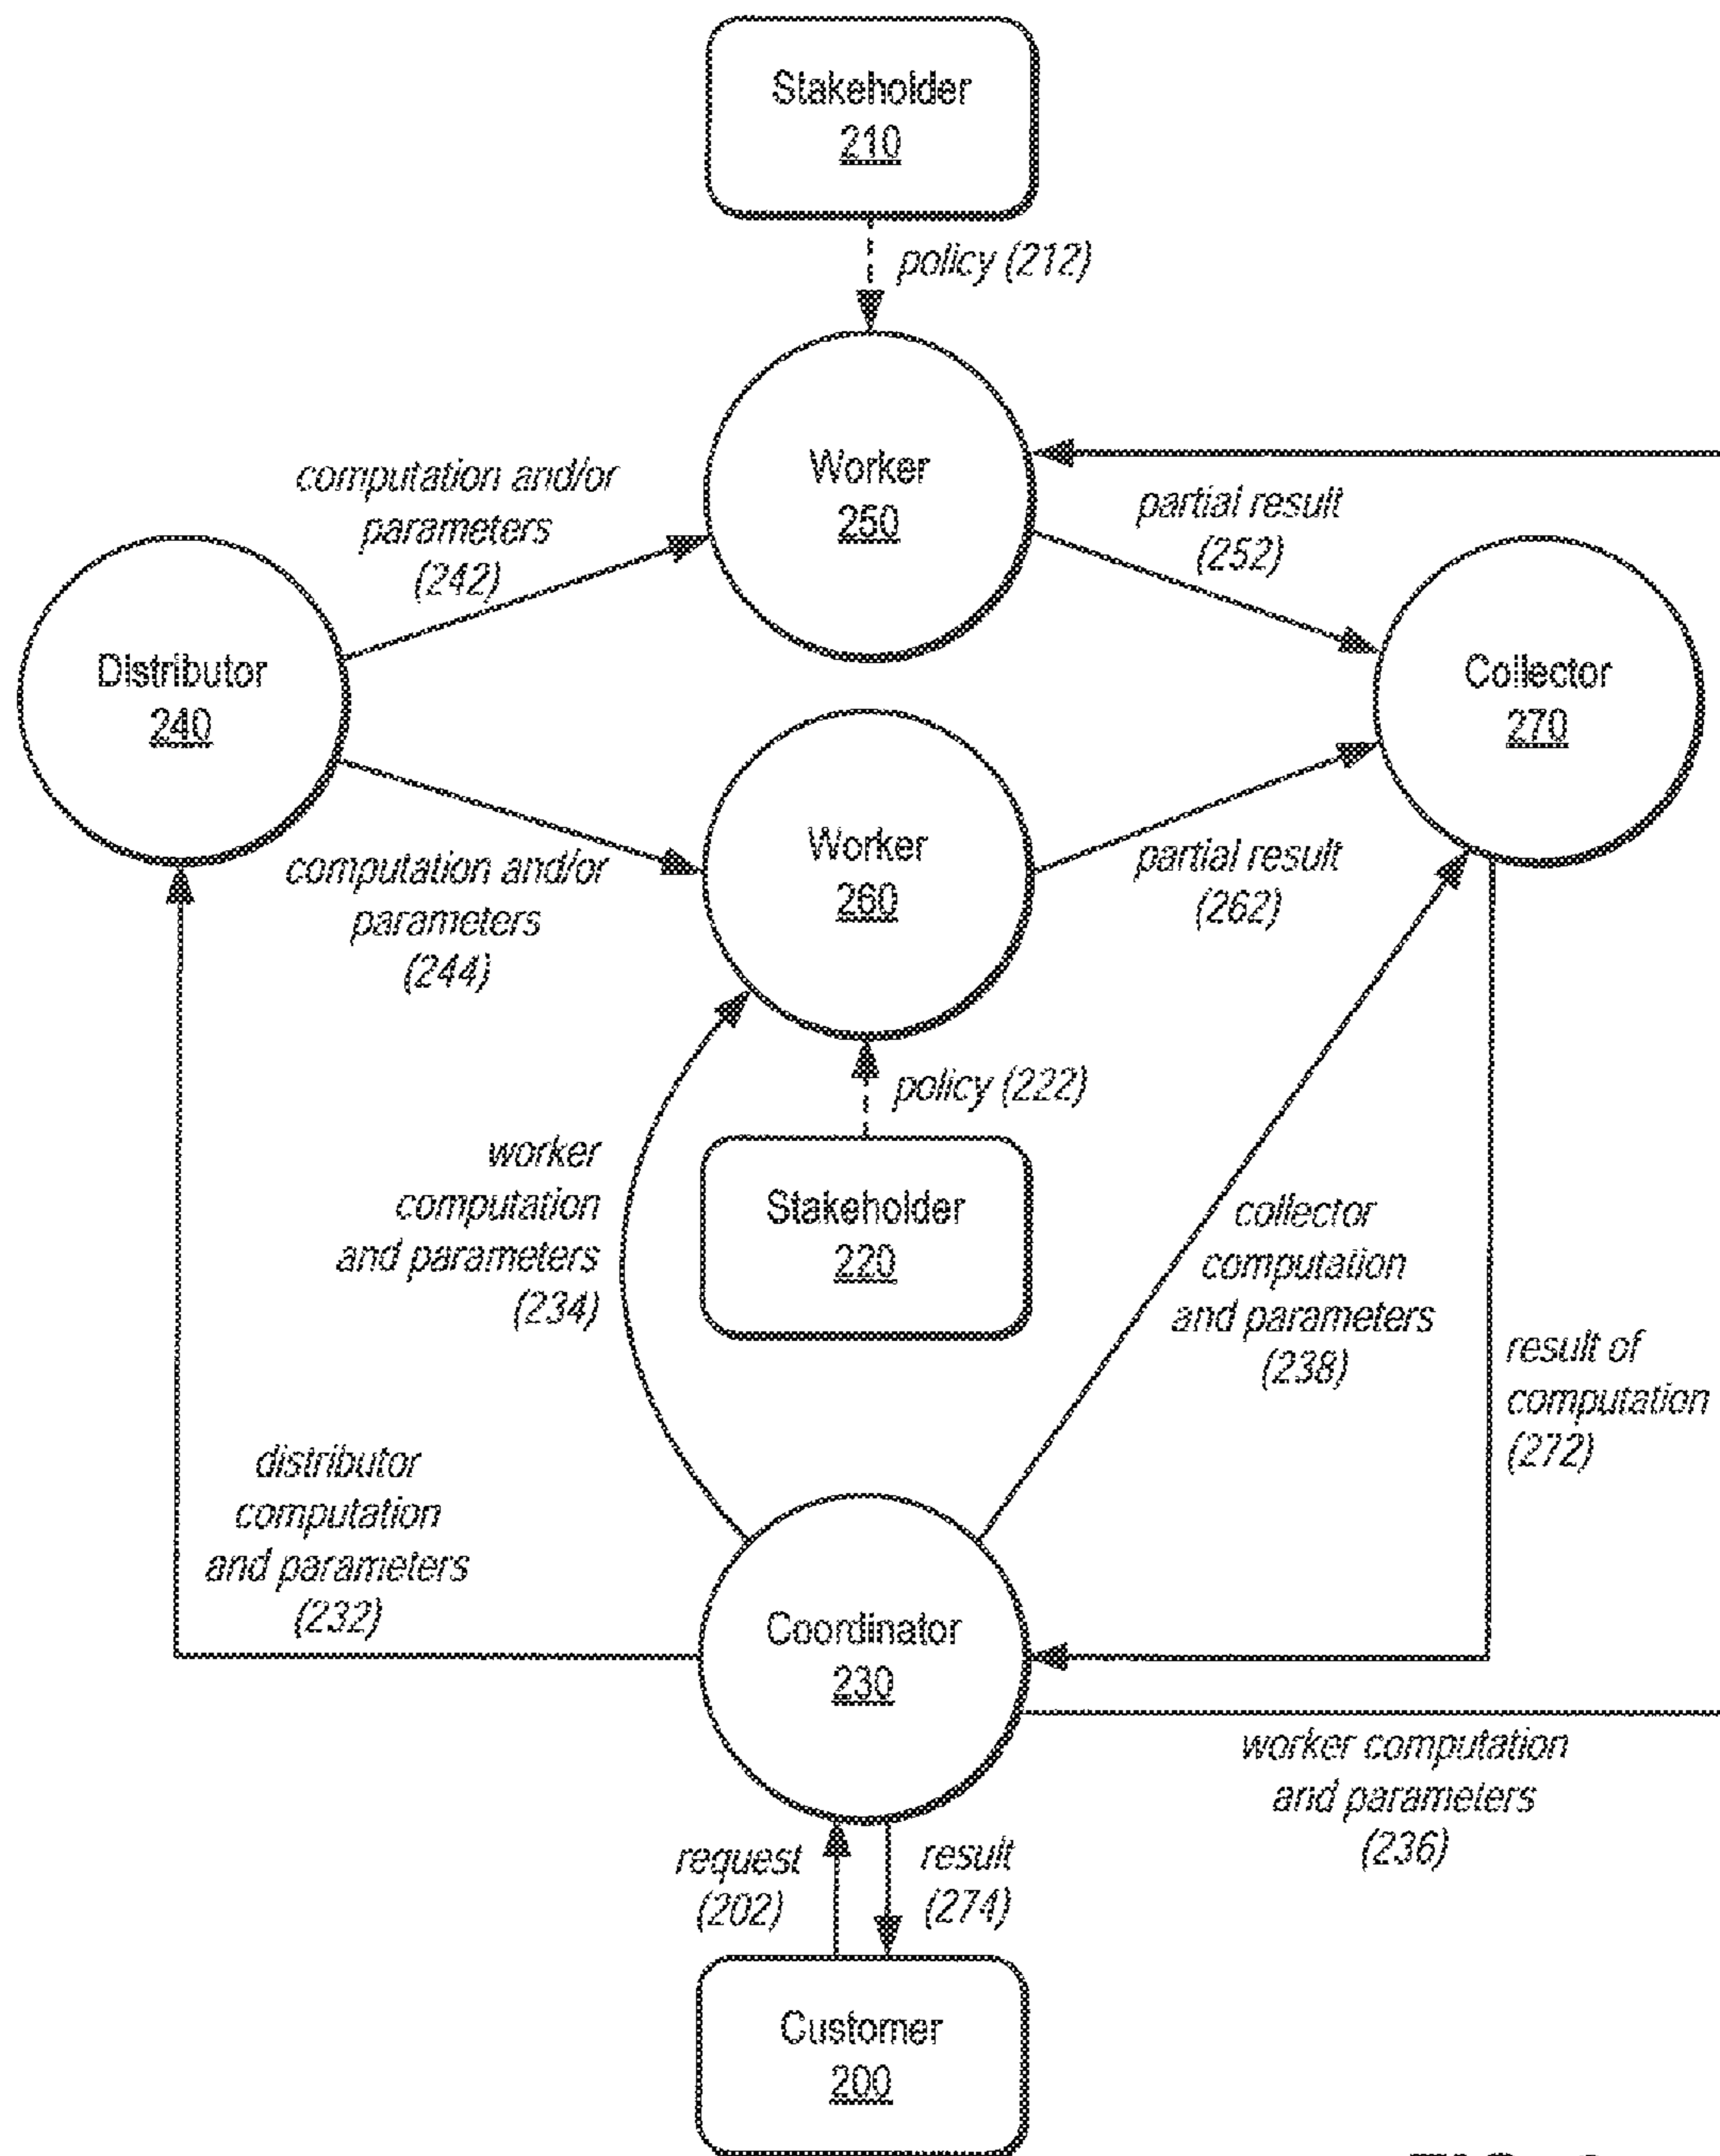 Stakeholder
210
policy (212)
Worker
250
computation and/or
parameters
(242)
partial result
(252)
Distributor
240
Collector
270
Worker
260
computation and/or
parameters
(244)
partial result
(262)
policy (222)
Stakeholder
220
worker
computation
and parameters
(234)
collector
computation
and parameters
(238)
result of
computation
(272)
distributor
computation
and parameters
(232)
Coordinator
230
worker computation
and parameters
(236)
request
(202)
result
(274)
Customer
200